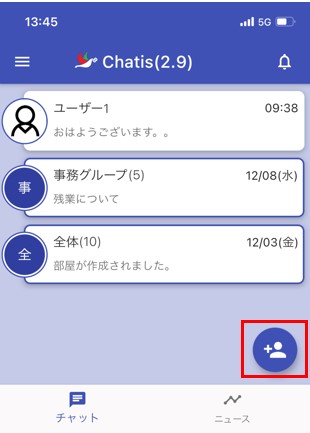 13:45
5G
Chatis(2.9)
ユーザー1
09:38
おはようございます。。
事
事務グループ(5)
12/08(水)
残業について
全
全体(10)
12/03(金)
部屋が作成されました。
チャット
ニュース